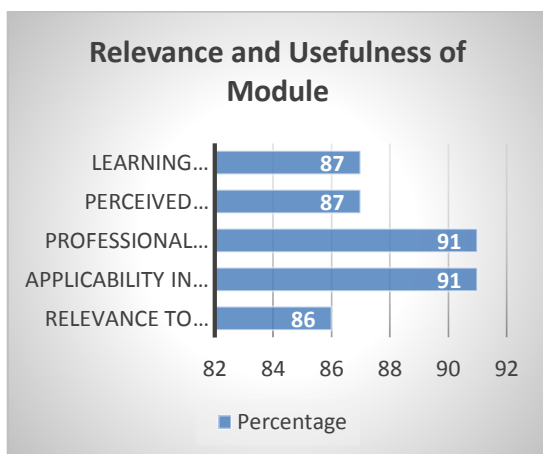 Relevance and Usefulness of
Module
LEARNING... 87
PERCEIVED... 87
PROFESSIONAL... 91
APPLICABILITY IN... 91
RELEVANCE TO... 86
82 84 86 88 90 92
Percentage